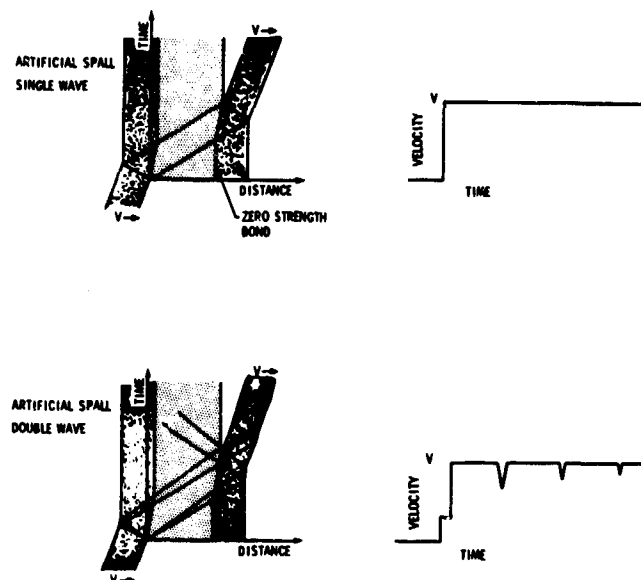 V→
TIME
ARTIFICIAL SPALL
SINGLE WAVE
V
VELOCITY
DISTANCE
TIME
V→
ZERO STRENGTH
BOND
V→
TIME
ARTIFICIAL SPALL
DOUBLE WAVE
V
VELOCITY
DISTANCE
TIME
V→